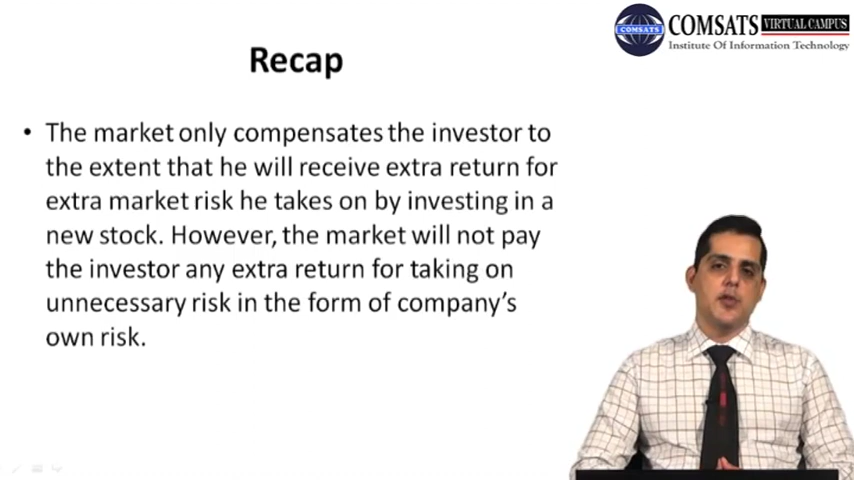 COMSATS
COMSATS VIRTUAL CAMPUS
Institute Of Information Technology
Recap
• The market only compensates the investor to
the extent that he will receive extra return for
extra market risk he takes on by investing in a
new stock. However, the market will not pay
the investor any extra return for taking on
unnecessary risk in the form of company's
own risk.